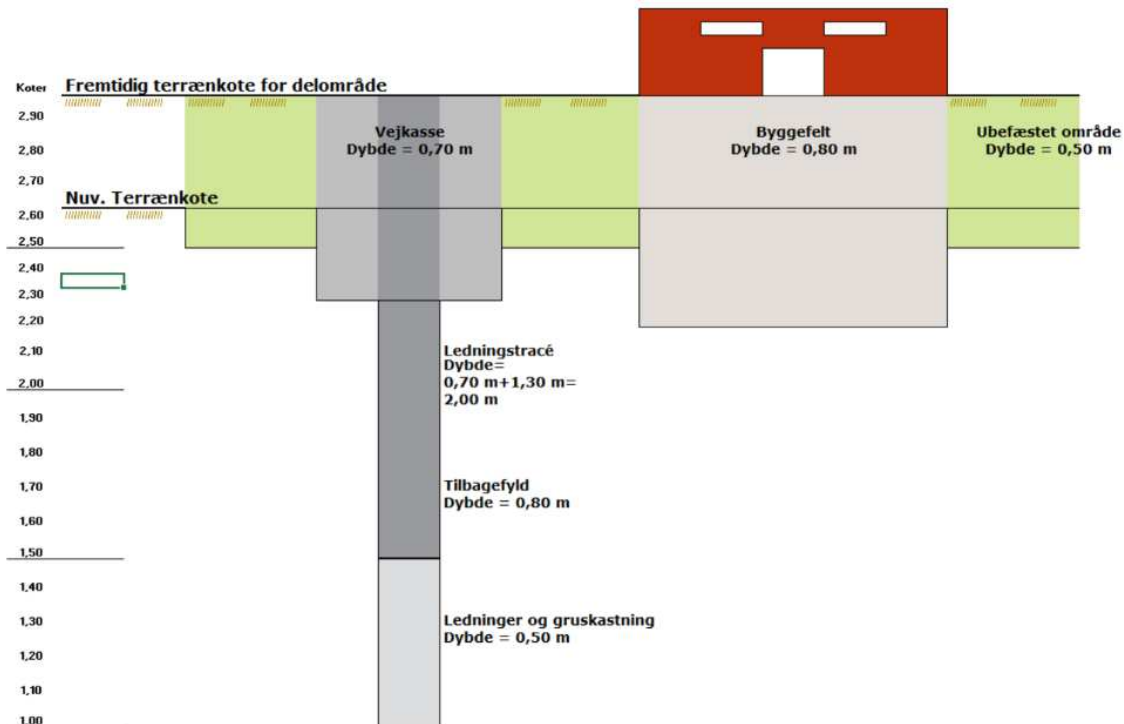 Koter
Fremtidig terrænkote for delområde
2,90
Vejkasse
Dybde = 0,70 m
Byggefelt
Dybde = 0,80 m
Ubefæstet område
Dybde = 0,50 m
2,80
2,70
Nuv. Terrænkote
2,60
2,50
2,40
2,30
2,20
2,10
Ledningstracé
Dybde=
0,70 m+1,30 m=
2,00 m
2,00
1,90
1,80
1,70
Tilbagefyld
Dybde = 0,80 m
1,60
1,50
1,40
1,30
Ledninger og gruskastning
Dybde = 0,50 m
1,20
1,10
1,00